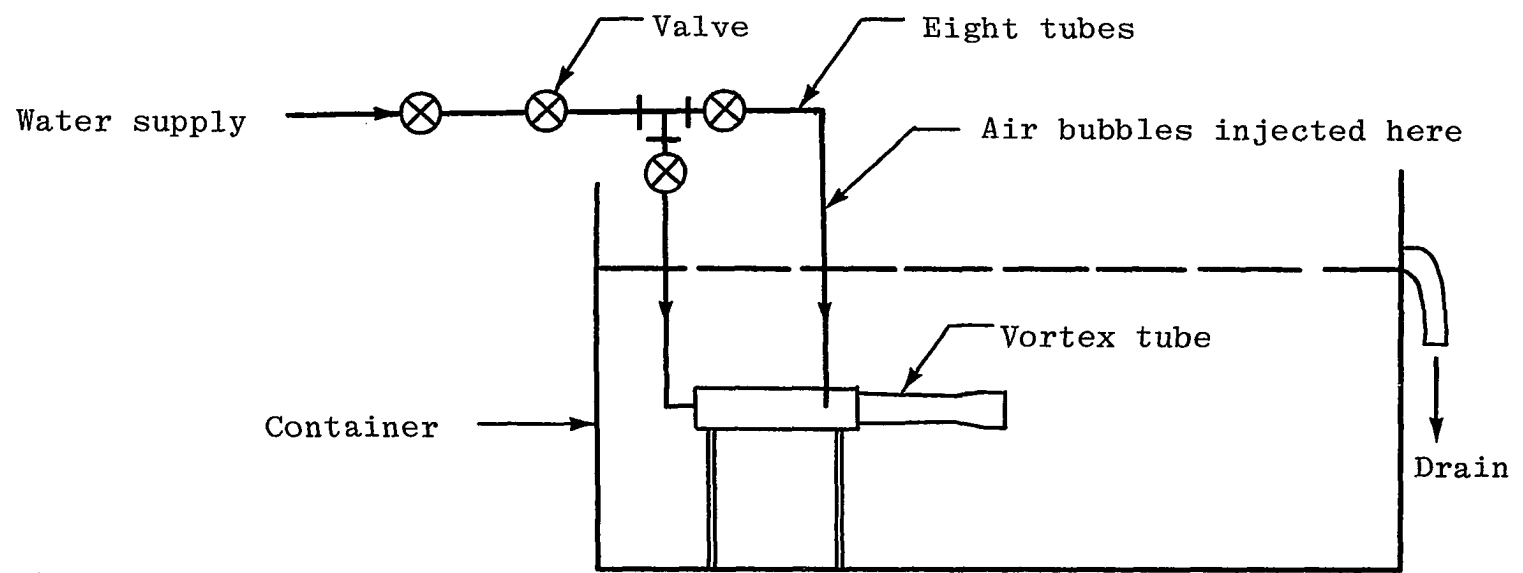 Valve
Eight tubes
Water supply
Air bubbles injected here
Vortex tube
Container
Drain